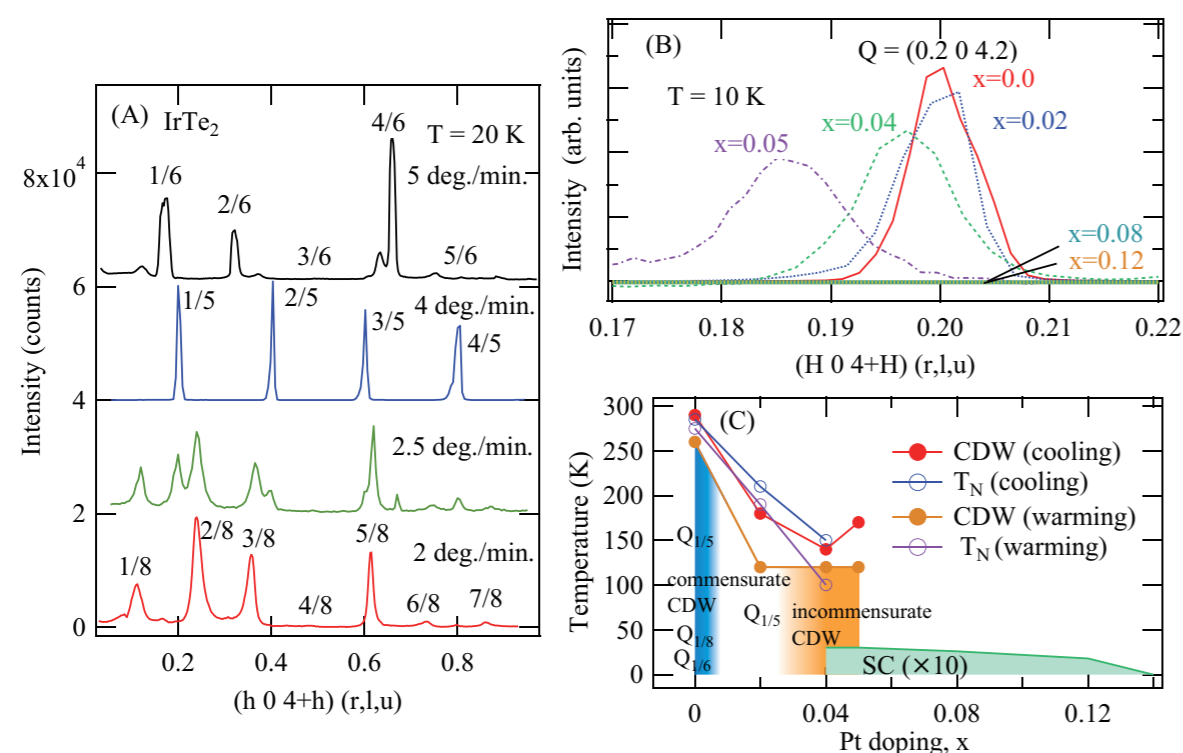 (A)
IrTe2
T = 20 K
4/6
5 deg./min.
8x10^4
1/6
2/6
3/6
5/6
6
1/5
2/5
4 deg./min.
3/5
4/5
4
2.5 deg./min.
2
2/8
3/8
5/8
2 deg./min.
1/8
4/8
6/8
7/8
0
0.2 0.4 0.6 0.8
(h 0 4+h) (r,l,u)
Intensity (counts)
(B)
Q = (0.2 0 4.2)
T = 10 K
x=0.0
x=0.04
x=0.02
x=0.05
x=0.08
x=0.12
Intensity (arb. units)
0.17 0.18 0.19 0.20 0.21 0.22
(H 0 4+H) (r,l,u)
(C)
300
250
200
150
100
50
0
Temperature (K)
CDW (cooling)
TN (cooling)
CDW (warming)
TN (warming)
Q1/5
commensurate
CDW
Q1/8
Q1/6
Q1/5 incommensurate
CDW
SC (×10)
0 0.04 0.08 0.12
Pt doping, x